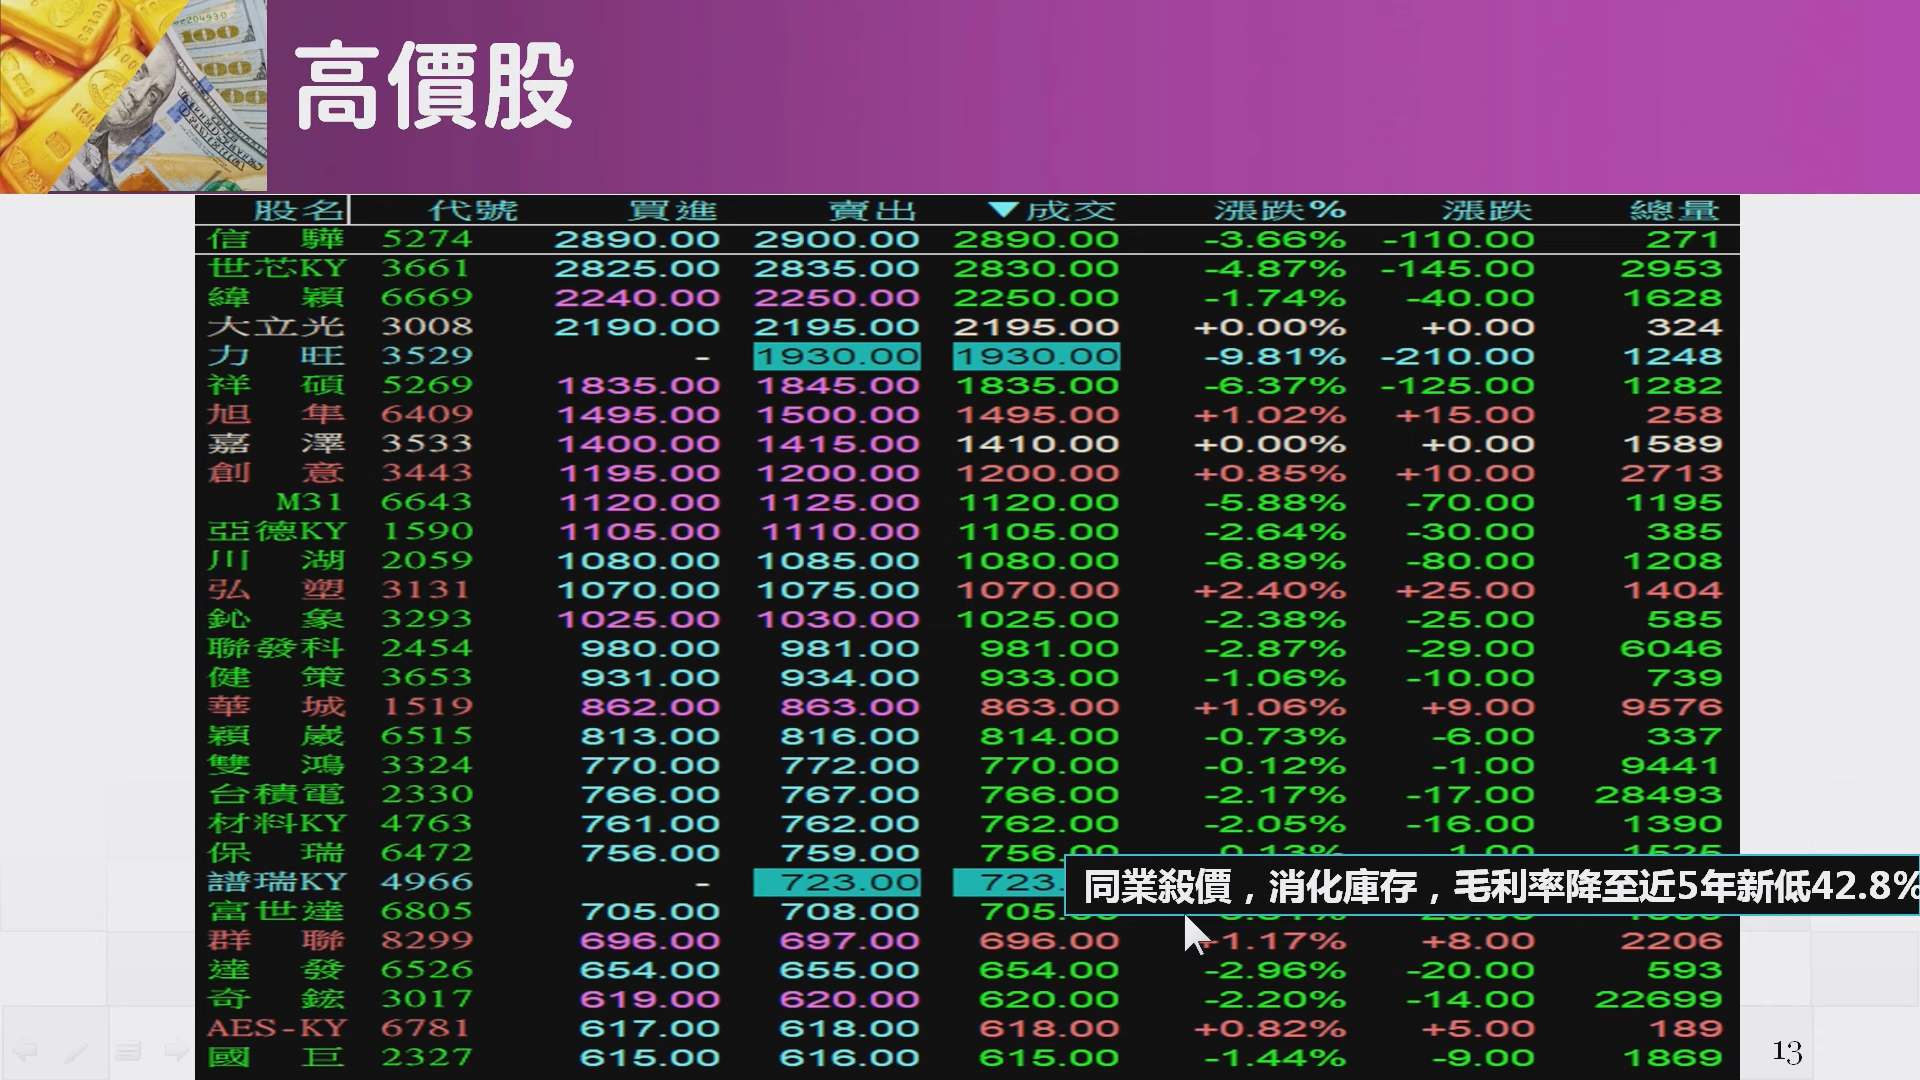 高價股
股名 代號 買進 賣出 ▼成交 漲跌% 漲跌 總量
信驊 5274 2890.00 2900.00 2890.00 -3.66% -110.00 271
世芯KY 3661 2825.00 2835.00 2830.00 -4.87% -145.00 2953
緯穎 6669 2240.00 2250.00 2250.00 -1.74% -40.00 1628
大立光 3008 2190.00 2195.00 2195.00 +0.00% +0.00 324
力旺 3529 - 1930.00 1930.00 -9.81% -210.00 1248
祥碩 5269 1835.00 1845.00 1835.00 -6.37% -125.00 1282
旭隼 6409 1495.00 1500.00 1495.00 +1.02% +15.00 258
嘉澤 3533 1400.00 1415.00 1410.00 +0.00% +0.00 1589
創意 3443 1195.00 1200.00 1200.00 +0.85% +10.00 2713
M31 6643 1120.00 1125.00 1120.00 -5.88% -70.00 1195
亞德KY 1590 1105.00 1110.00 1105.00 -2.64% -30.00 385
川湖 2059 1080.00 1085.00 1080.00 -6.89% -80.00 1208
弘塑 3131 1070.00 1075.00 1070.00 +2.40% +25.00 1404
鈊象 3293 1025.00 1030.00 1025.00 -2.38% -25.00 585
聯發科 2454 980.00 981.00 981.00 -2.87% -29.00 6046
健策 3653 931.00 934.00 933.00 -1.06% -10.00 739
華城 1519 862.00 863.00 863.00 +1.06% +9.00 9576
穎崴 6515 813.00 816.00 814.00 -0.73% -6.00 337
雙鴻 3324 770.00 772.00 770.00 -0.12% -1.00 9441
台積電 2330 766.00 767.00 766.00 -2.17% -17.00 28493
材料KY 4763 761.00 762.00 762.00 -2.05% -16.00 1390
保瑞 6472 756.00 759.00 756.
譜瑞KY 4966 - 723.00 723. 同業殺價，消化庫存，毛利率降至近5年新低42.8%
富世達 6805 705.00 708.00 705.
群聯 8299 696.00 697.00 696.00 +1.17% +8.00 2206
達發 6526 654.00 655.00 654.00 -2.96% -20.00 593
奇鋐 3017 619.00 620.00 620.00 -2.20% -14.00 22699
AES-KY 6781 617.00 618.00 618.00 +0.82% +5.00 189
國巨 2327 615.00 616.00 615.00 -1.44% -9.00 1869
13